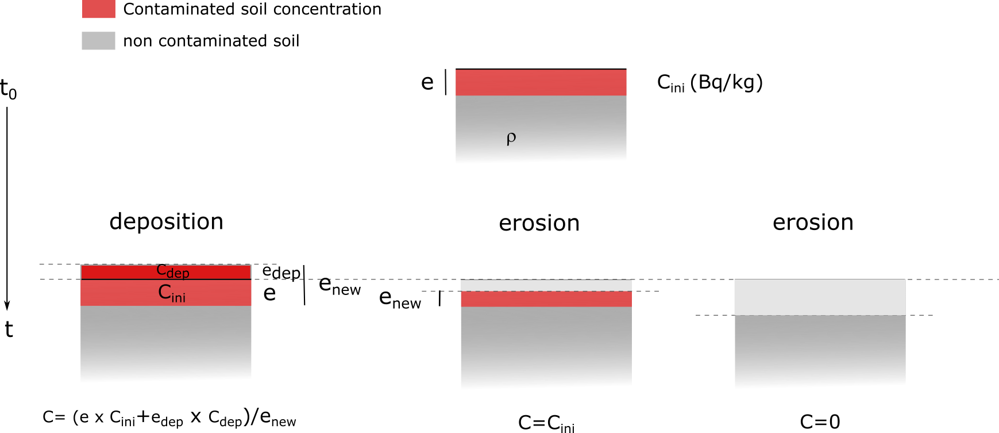 Contaminated soil concentration
non contaminated soil
t0
e
Cini (Bq/kg)
ρ
deposition
erosion
erosion
Cdep
edep
enew
Cini
e
enew
t
C= (e x Cini+edep x Cdep)/enew
C=Cini
C=0